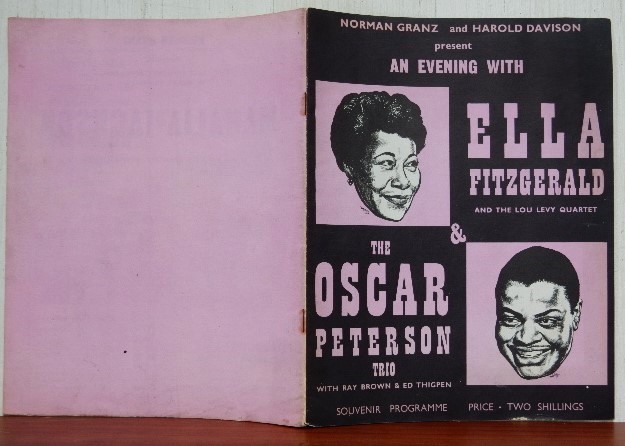 NORMAN GRANZ and HAROLD DAVISON
present
AN EVENING WITH
ELLA
FITZGERALD
AND THE LOU LEVY QUARTET
&
THE
OSCAR
PETERSON
TRIO
WITH RAY BROWN & ED THIGPEN
SOUVENIR PROGRAMME PRICE · TWO SHILLINGS